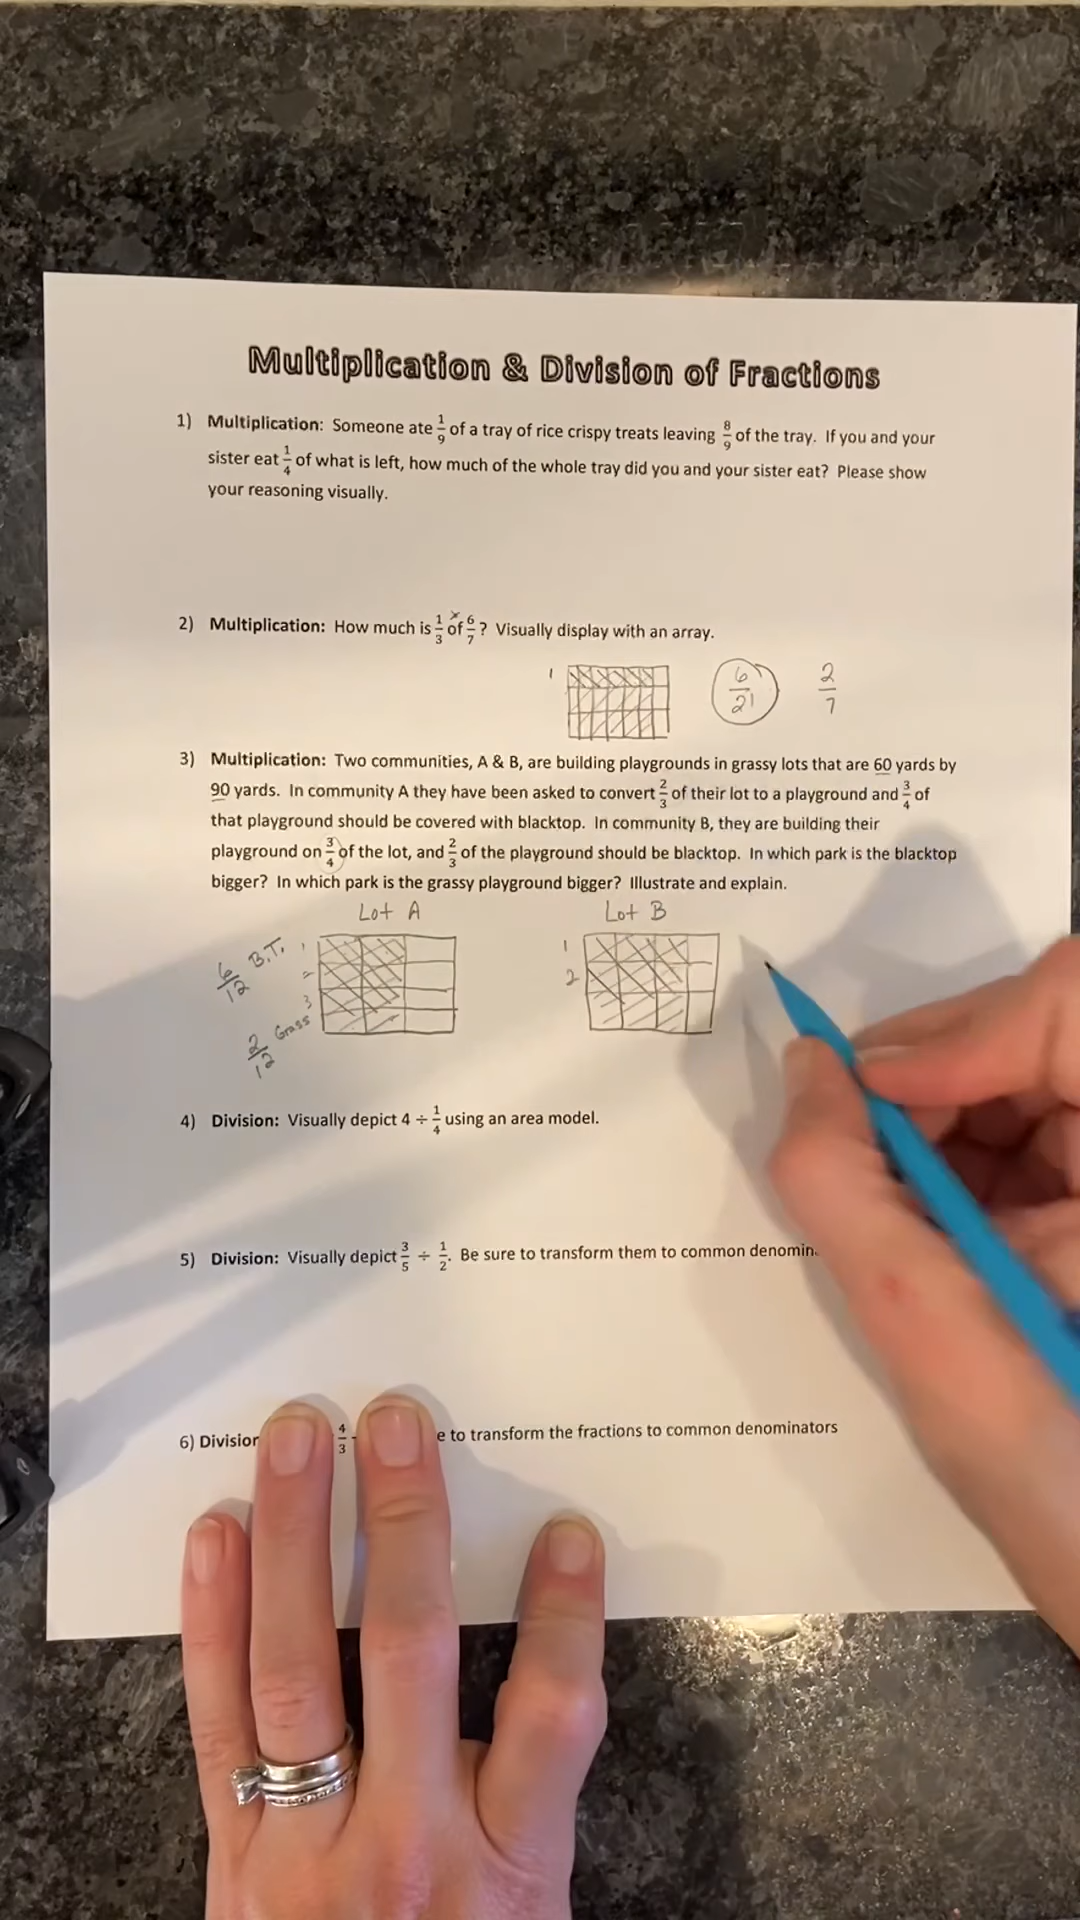 Multiplication & Division of Fractions
1) Multiplication: Someone ate 1/9 of a tray of rice crispy treats leaving 8/9 of the tray. If you and your
sister eat 1/4 of what is left, how much of the whole tray did you and your sister eat? Please show
your reasoning visually.
×
2) Multiplication: How much is 1/3 of 6/7? Visually display with an array.
1 6/21 2/7
3) Multiplication: Two communities, A & B, are building playgrounds in grassy lots that are 60 yards by
90 yards. In community A they have been asked to convert 2/3 of their lot to a playground and 3/4 of
that playground should be covered with blacktop. In community B, they are building their
playground on 3/4 of the lot, and 2/3 of the playground should be blacktop. In which park is the blacktop
bigger? In which park is the grassy playground bigger? Illustrate and explain.
Lot A Lot B
6/12 B.T. 1 1
2 2
3
2/12 Grass
4) Division: Visually depict 4 ÷ 1/4 using an area model.
5) Division: Visually depict 3/5 ÷ 1/2. Be sure to transform them to common
6) 4/3 to transform the fractions to common denominators